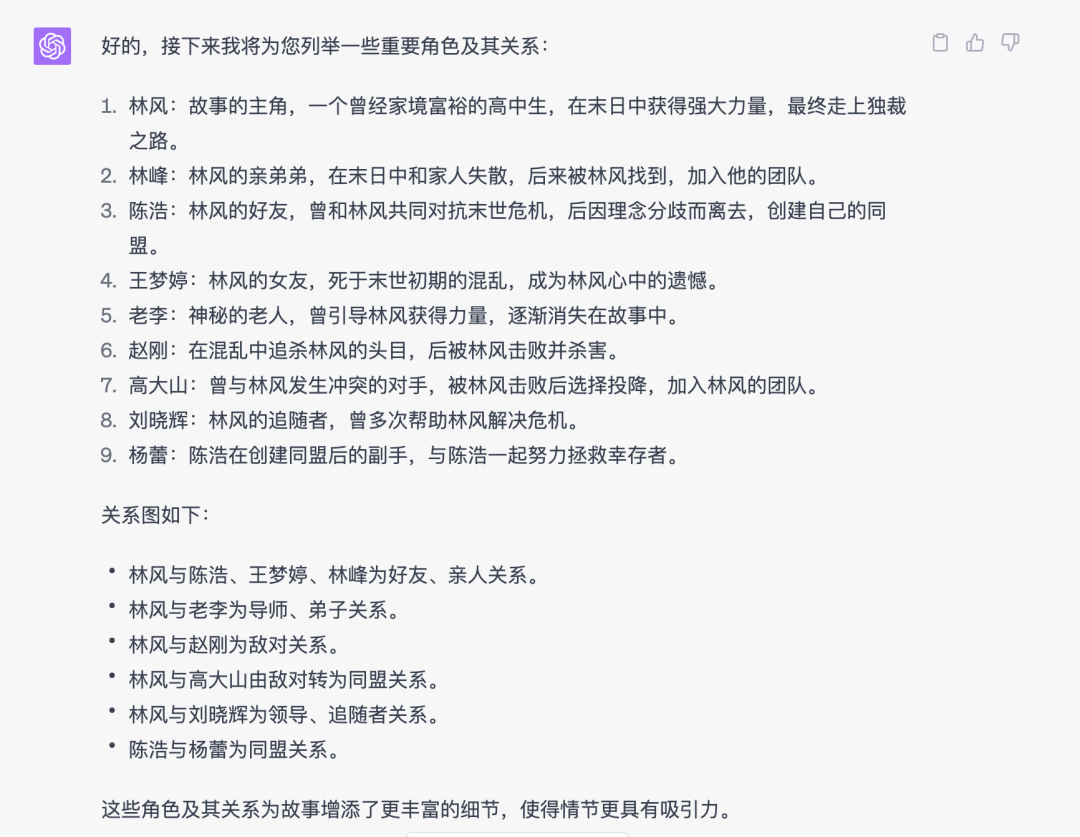 好的，接下来我将为您列举一些重要角色及其关系：
1. 林风：故事的主角，一个曾经家境富裕的高中生，在末日中获得强大力量，最终走上独裁
之路。
2. 林峰：林风的亲弟弟，在末日中和家人失散，后来被林风找到，加入他的团队。
3. 陈浩：林风的好友，曾和林风共同对抗末世危机，后因理念分歧而离去，创建自己的同
盟。
4. 王梦婷：林风的女友，死于末世初期的混乱，成为林风心中的遗憾。
5. 老李：神秘的老人，曾引导林风获得力量，逐渐消失在故事中。
6. 赵刚：在混乱中追杀林风的头目，后被林风击败并杀害。
7. 高大山：曾与林风发生冲突的对手，被林风击败后选择投降，加入林风的团队。
8. 刘晓辉：林风的追随者，曾多次帮助林风解决危机。
9. 杨蕾：陈浩在创建同盟后的副手，与陈浩一起努力拯救幸存者。
关系图如下：
• 林风与陈浩、王梦婷、林峰为好友、亲人关系。
• 林风与老李为导师、弟子关系。
• 林风与赵刚为敌对关系。
• 林风与高大山由敌对转为同盟关系。
• 林风与刘晓辉为领导、追随者关系。
• 陈浩与杨蕾为同盟关系。
这些角色及其关系为故事增添了更丰富的细节，使得情节更具有吸引力。